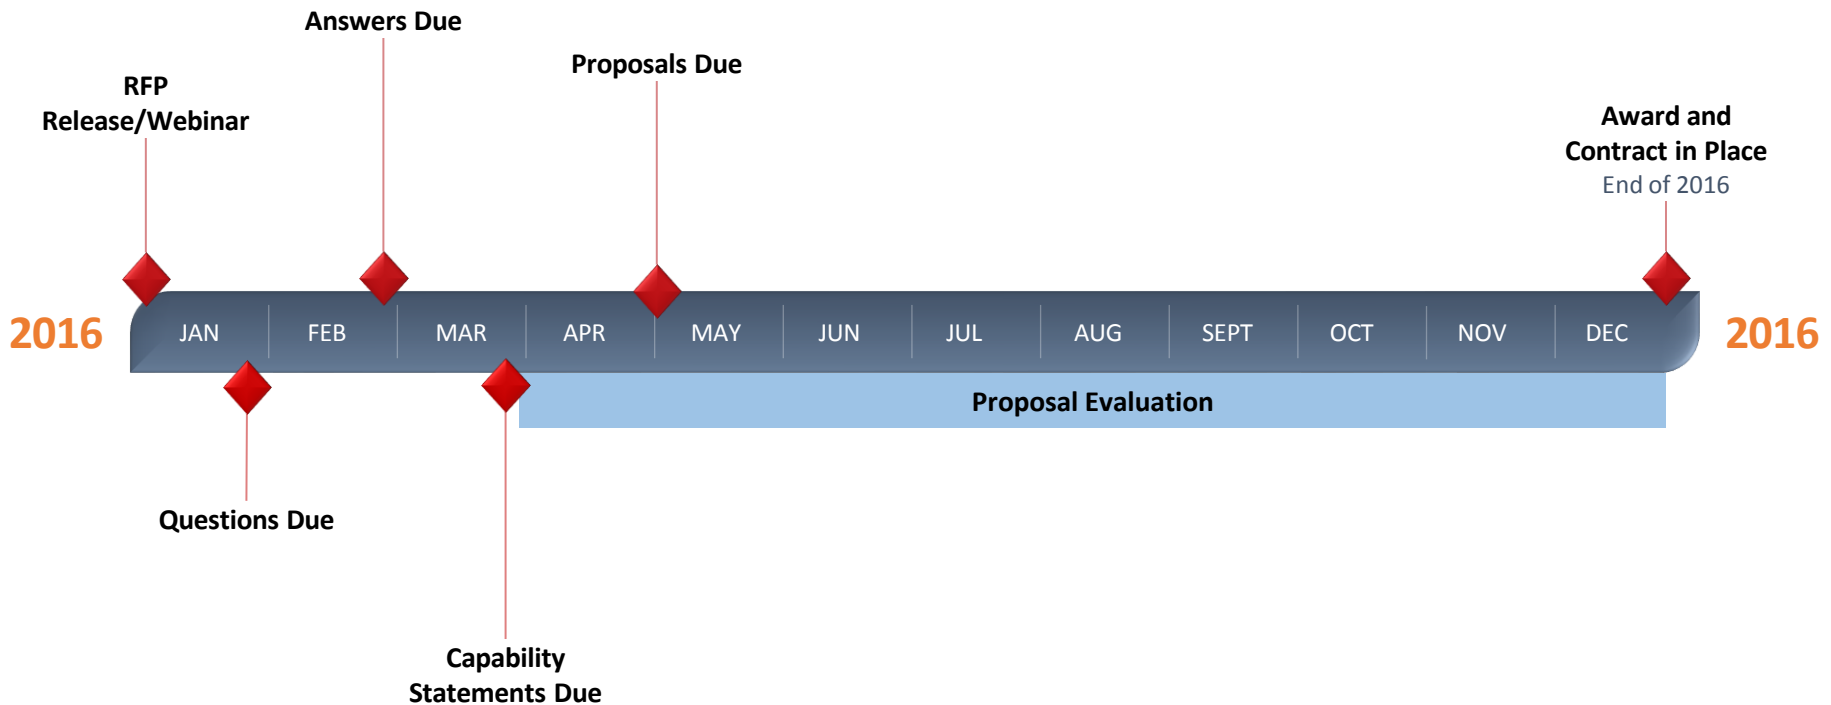 Answers Due
Proposals Due
RFP
Release/Webinar
Award and
Contract in Place
End of 2016
2016 JAN FEB MAR APR MAY JUN JUL AUG SEPT OCT NOV DEC 2016
Proposal Evaluation
Questions Due
Capability
Statements Due